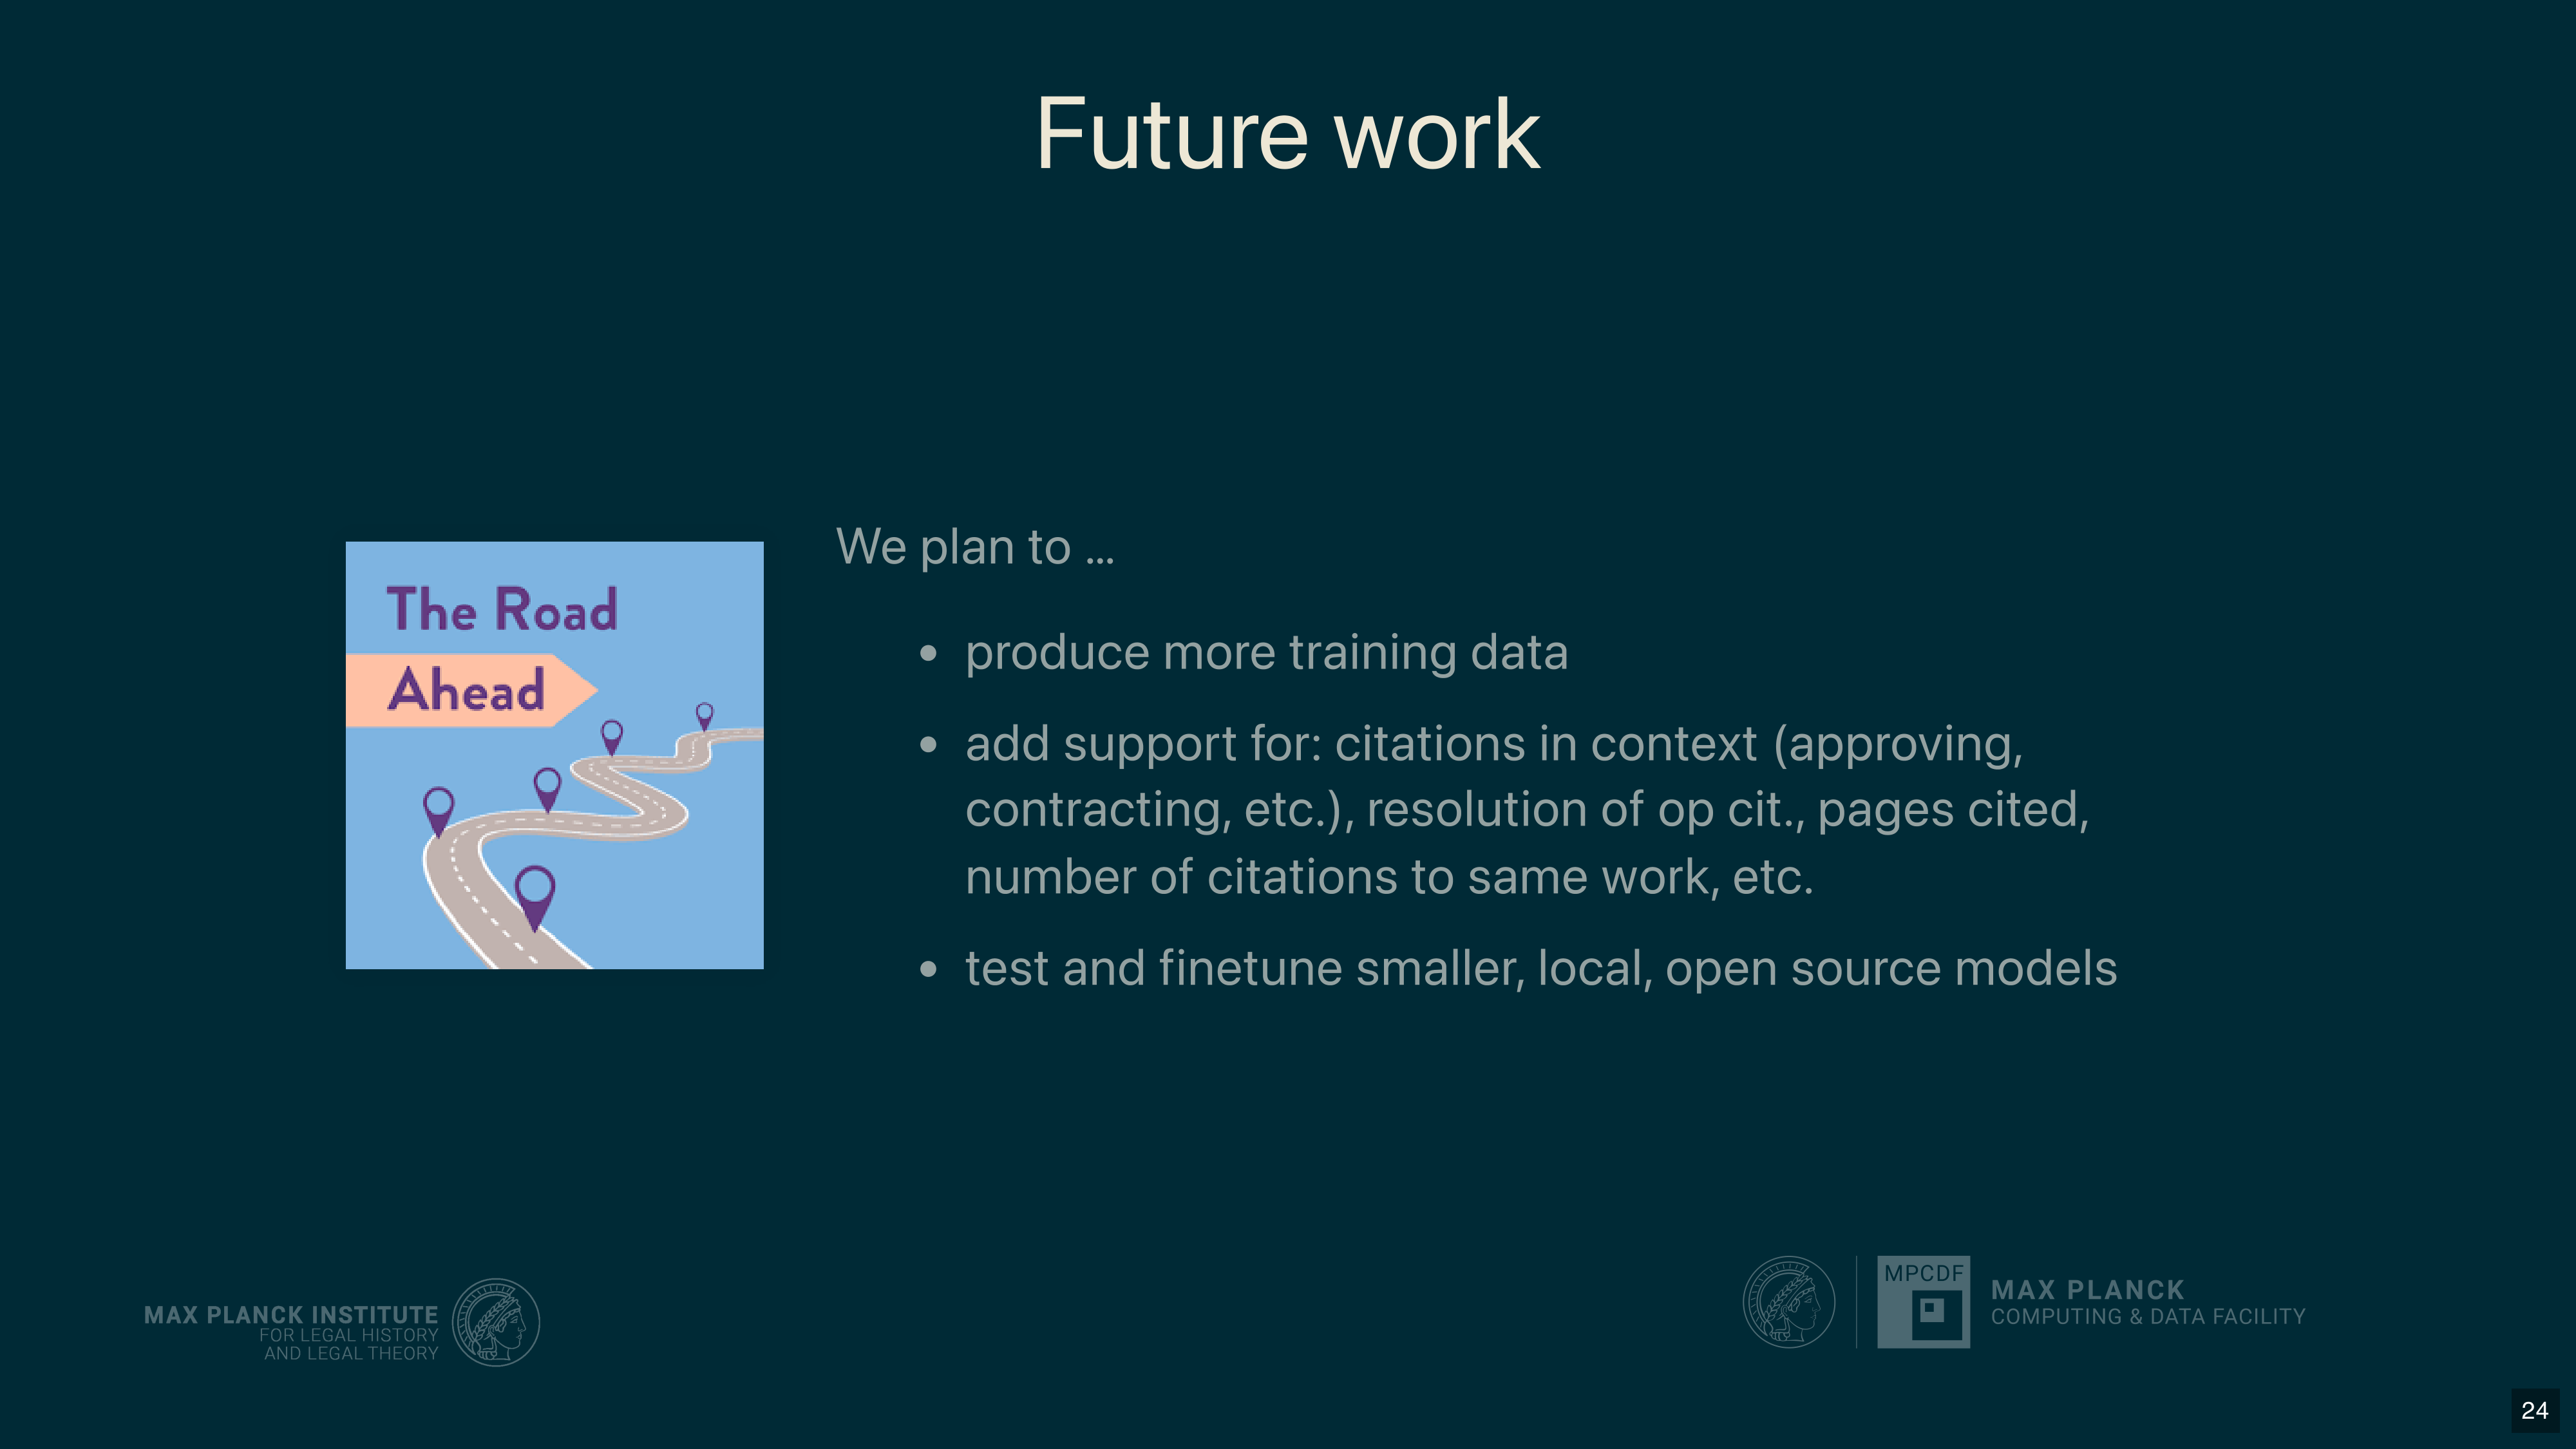 Future work
The Road
Ahead
We plan to ...
• produce more training data
• add support for: citations in context (approving,
contracting, etc.), resolution of op cit., pages cited,
number of citations to same work, etc.
• test and finetune smaller, local, open source models
MAX PLANCK INSTITUTE
FOR LEGAL HISTORY
AND LEGAL THEORY
MPCDF
MAX PLANCK
COMPUTING & DATA FACILITY
24